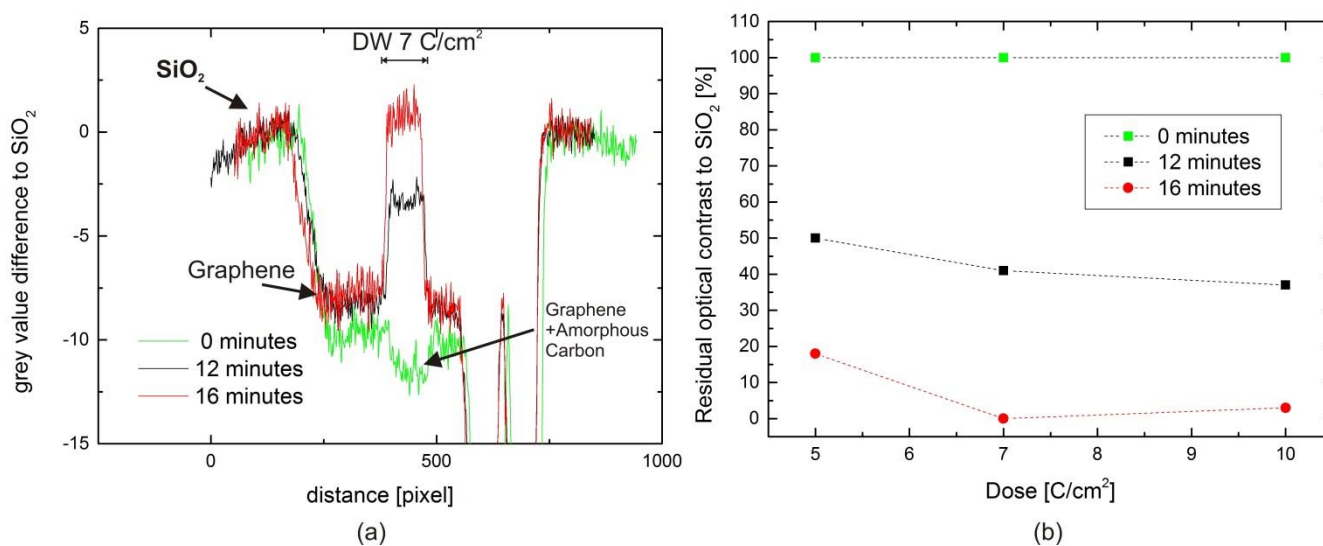 (a)
DW 7 C/cm²
SiO₂
Graphene
Graphene
+Amorphous
Carbon
0 minutes
12 minutes
16 minutes
grey value difference to SiO₂
5
0
-5
-10
-15
0
500
1000
distance [pixel]
(a)
110
100
90
80
70
60
50
40
30
20
10
0
Residual optical contrast to SiO₂ [%]
0 minutes
12 minutes
16 minutes
5
6
7
8
9
10
Dose [C/cm²]
(b)